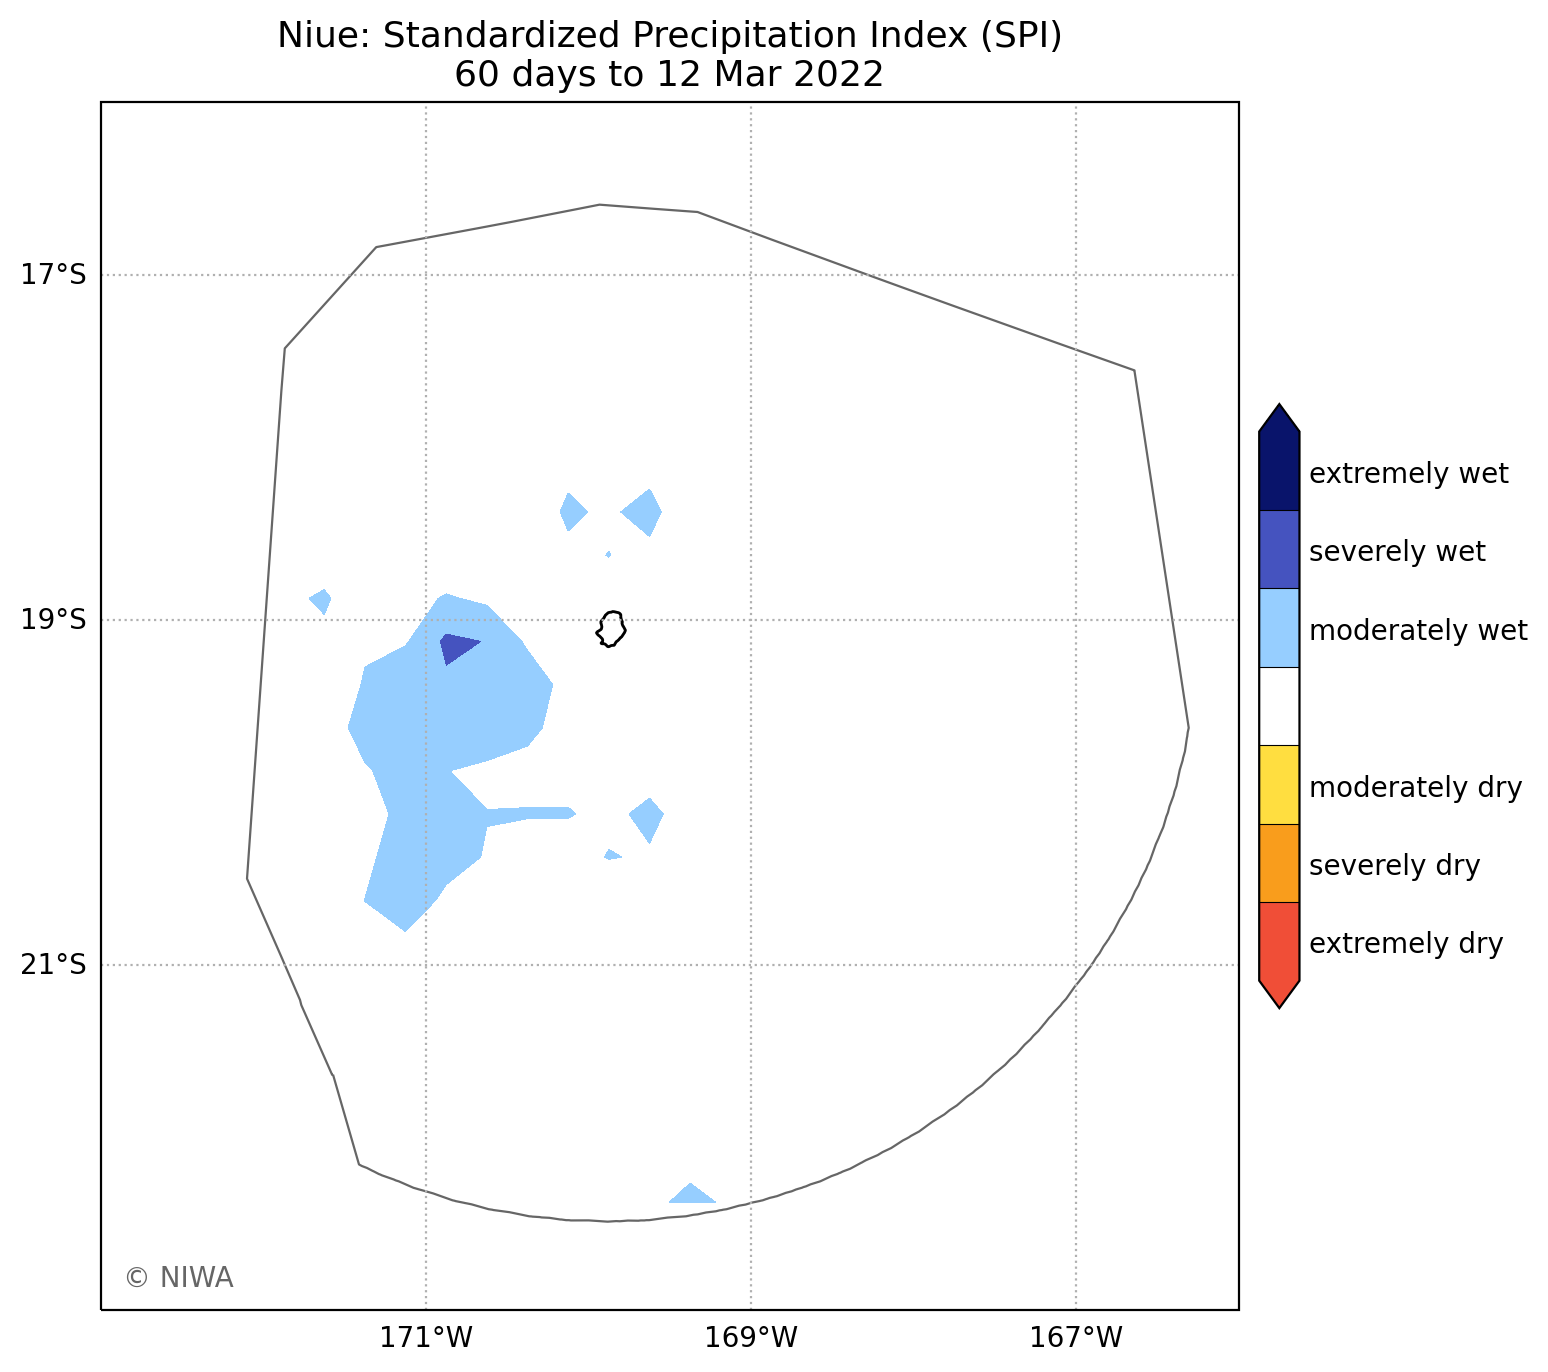 Niue: Standardized Precipitation Index (SPI)
60 days to 12 Mar 2022
17°S
19°S
21°S
171°W
169°W
167°W
extremely wet
severely wet
moderately wet
moderately dry
severely dry
extremely dry
© NIWA